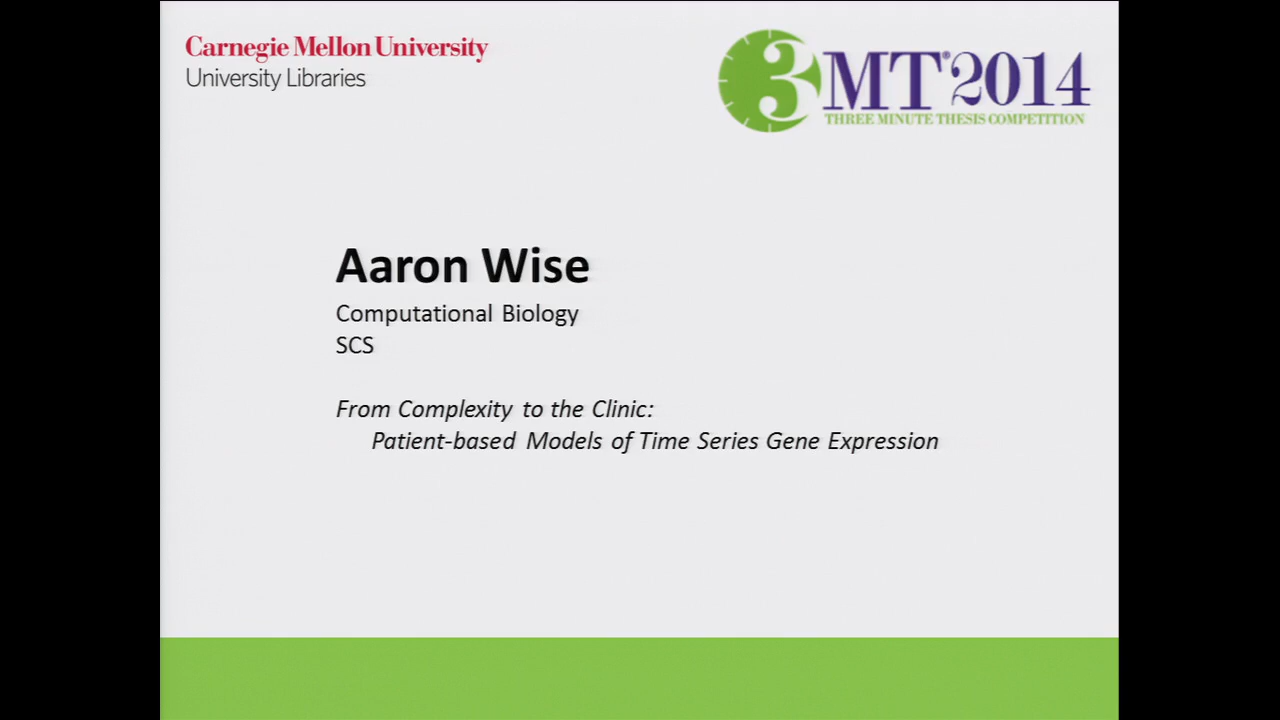 Carnegie Mellon University
University Libraries
3MT® 2014
THREE MINUTE THESIS COMPETITION
Aaron Wise
Computational Biology
SCS
From Complexity to the Clinic:
Patient-based Models of Time Series Gene Expression